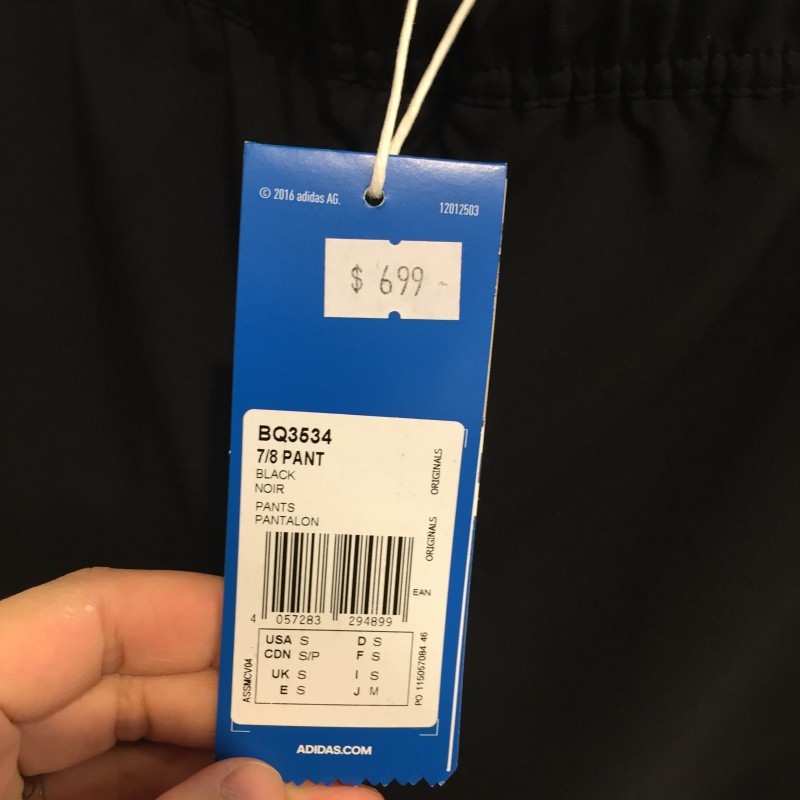 © 2016 adidas AG.
12012503
$ 699 -
BQ3534
7/8 PANT
BLACK
NOIR
PANTS
PANTALON
ORIGINALS
ORIGINALS
EAN
4 057283 294899
USA S D S
CDN S/P F S
UK S I S
E S J M
ASSMCV04
PO 115057084 46
ADIDAS.COM